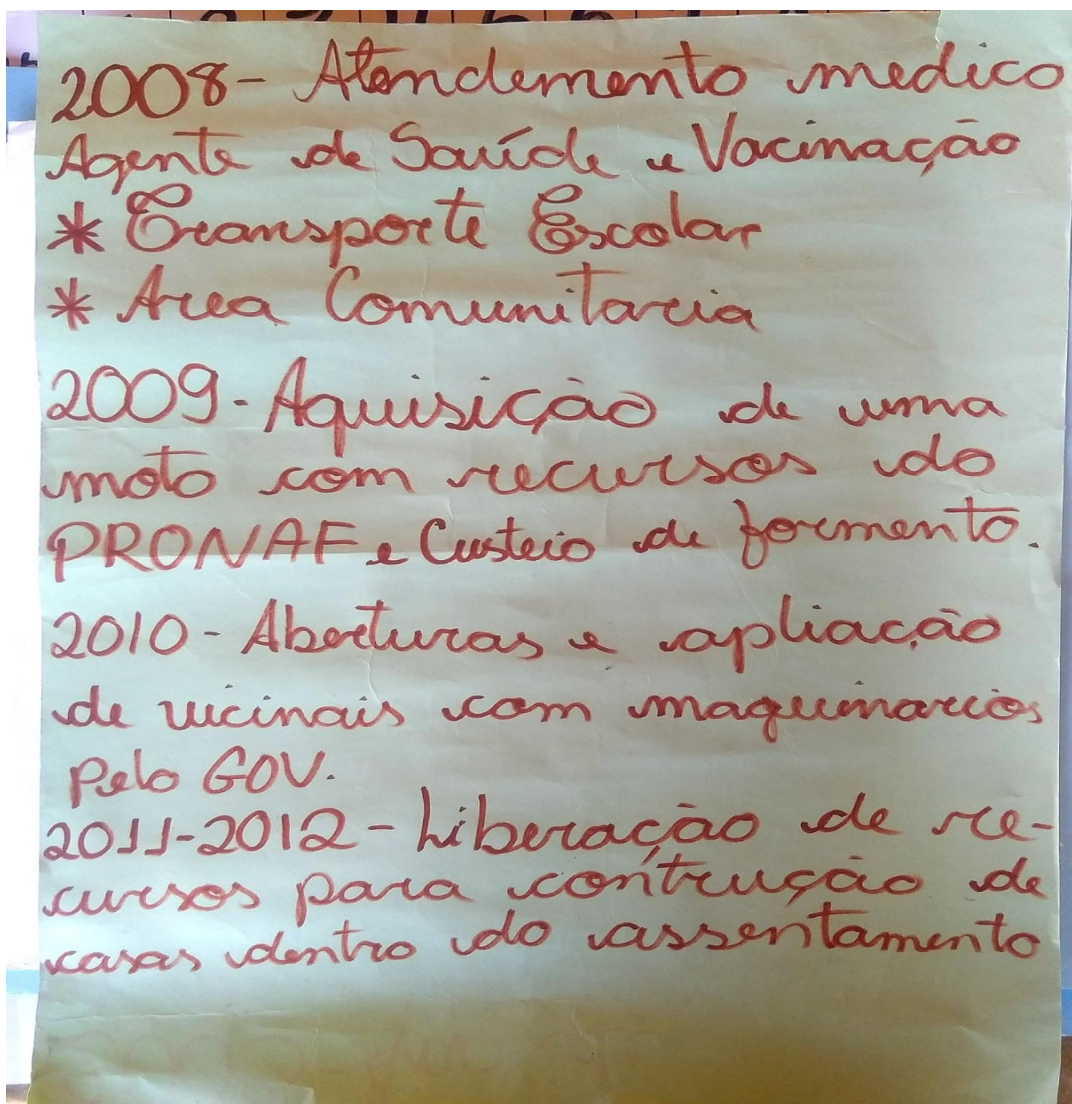 2008- Atendemento medico
Agente de Saúde e Vacinação
* Transporte Escolar
* Area Comunitaria
2009-Aquisição de uma
moto com recursos do
PRONAF e Custeio de formento.
2010-Aberturas e apliacação
de vicinais com maquinarios
Pelo GOV.
2011-2012-Liberação de re-
cursos para contrução de
casas dentro do assentamento